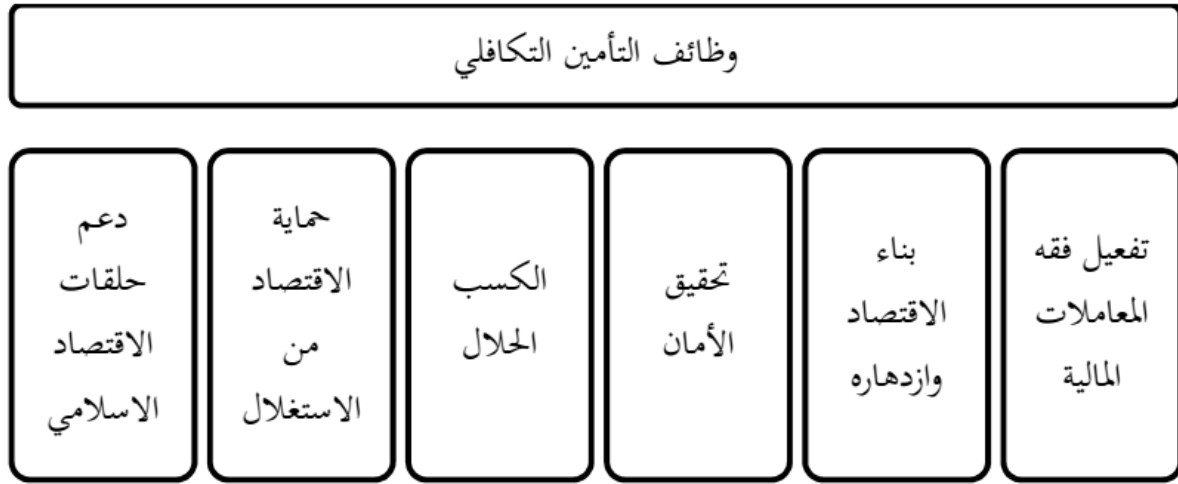 وظائف التأمين التكافلي
تفعيل فقه
المعاملات
المالية
بناء
الاقتصاد
وازدهاره
تحقيق
الأمان
الكسب
الحلال
حماية
الاقتصاد
من
الاستغلال
دعم
حلقات
الاقتصاد
الاسلامي